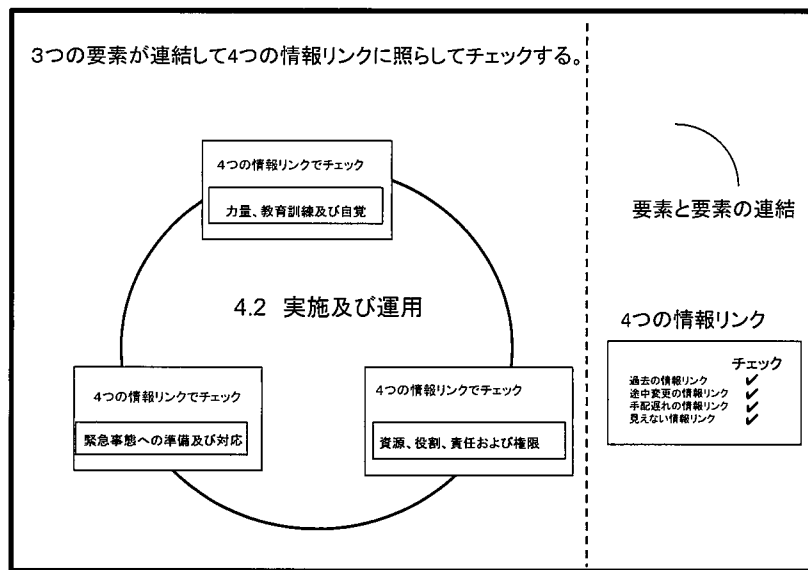 3つの要素が連結して4つの情報リンクに照らしてチェックする。
4つの情報リンクでチェック
力量、教育訓練及び自覚
4.2 実施及び運用
4つの情報リンクでチェック
緊急事態への準備及び対応
4つの情報リンクでチェック
資源、役割、責任および権限
要素と要素の連結
4つの情報リンク
チェック
過去の情報リンク ✔
途中変更の情報リンク ✔
手配遅れの情報リンク ✔
見えない情報リンク ✔